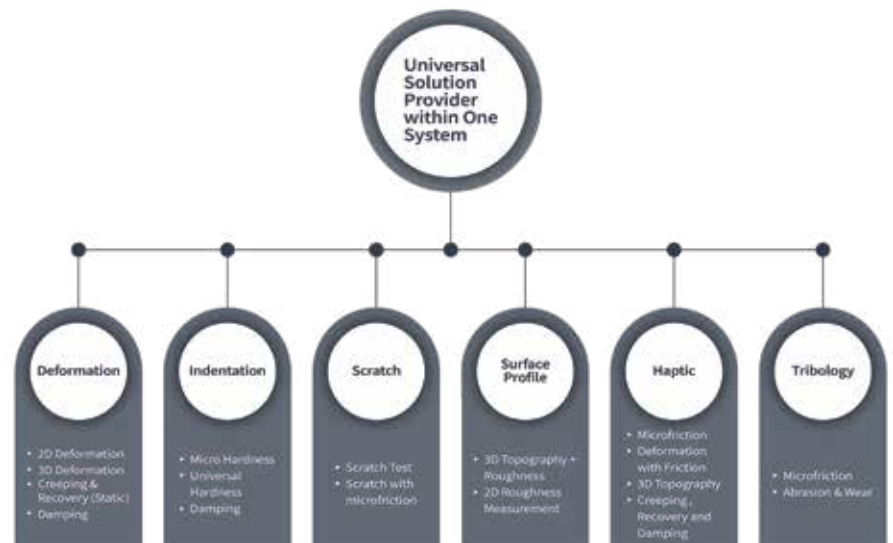 Universal
Solution
Provider
within One
System
Deformation
• 2D Deformation
• 3D Deformation
• Creeping &
Recovery (Static)
• Damping
Indentation
• Micro Hardness
• Universal
Hardness
• Damping
Scratch
• Scratch Test
• Scratch with
microfriction
Surface
Profile
• 3D Topography +
Roughness
• 2D Roughness
Measurement
Haptic
• Microfriction
• Deformation
with Friction
• 3D Topography
• Creeping,
Recovery and
Damping
Tribology
• Microfriction
• Abrasion & Wear